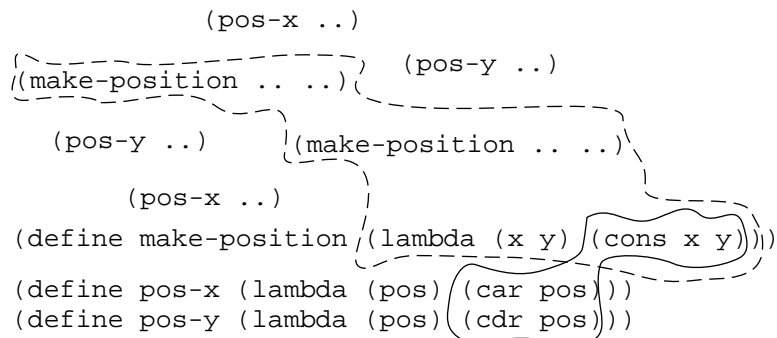 (pos-x ..)
(pos-y ..)
(make-position .. ..)
(pos-y ..)
(make-position .. ..)
(pos-x ..)
(define make-position (lambda (x y) (cons x y)))
(define pos-x (lambda (pos) (car pos)))
(define pos-y (lambda (pos) (cdr pos)))